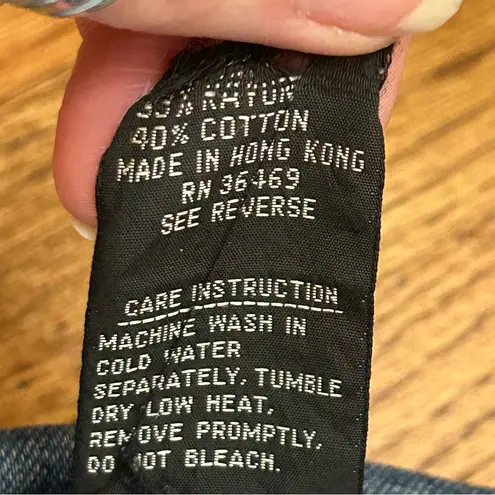 RAYON
40% COTTON
MADE IN HONG KONG
RN 36469
SEE REVERSE
CARE INSTRUCTION
MACHINE WASH IN
COLD WATER
SEPARATELY, TUMBLE
DRY LOW HEAT,
REMOVE PROMPTLY,
DO NOT BLEACH.